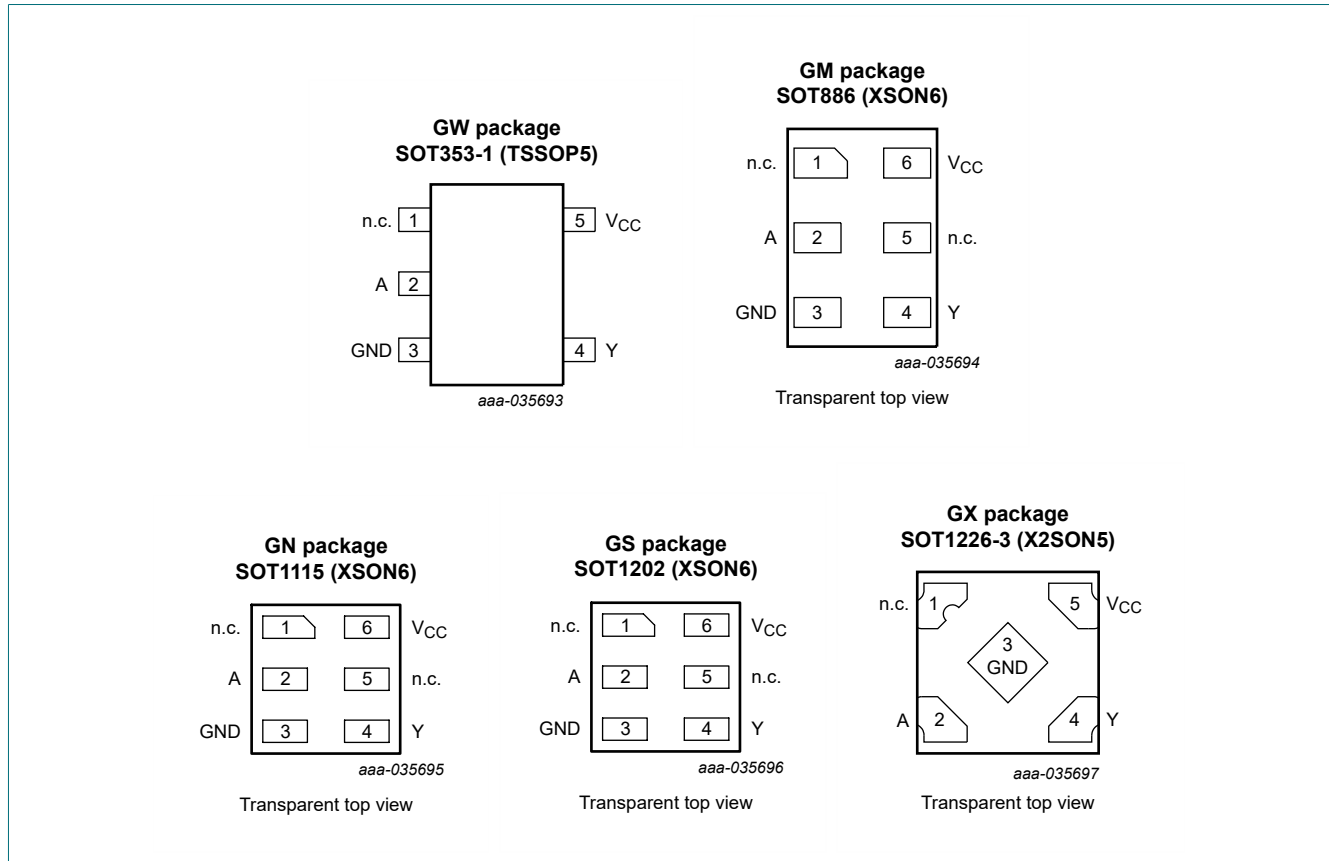 GW package
SOT353-1 (TSSOP5)
n.c. 1
5 VCC
A 2
GND 3
4 Y
aaa-035693
GM package
SOT886 (XSON6)
n.c. 1 6 VCC
A 2 5 n.c.
GND 3 4 Y
aaa-035694
Transparent top view
GN package
SOT1115 (XSON6)
n.c. 1 6 VCC
A 2 5 n.c.
GND 3 4 Y
aaa-035695
Transparent top view
GS package
SOT1202 (XSON6)
n.c. 1 6 VCC
A 2 5 n.c.
GND 3 4 Y
aaa-035696
Transparent top view
GX package
SOT1226-3 (X2SON5)
n.c. 1 5 VCC
3
GND
A 2 4 Y
aaa-035697
Transparent top view